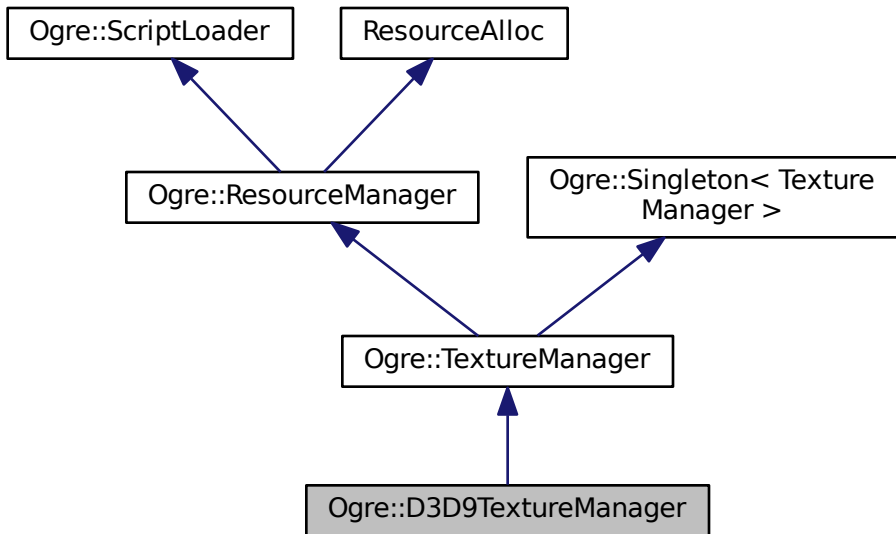 Ogre::ScriptLoader
ResourceAlloc
Ogre::ResourceManager
Ogre::Singleton< Texture
Manager >
Ogre::TextureManager
Ogre::D3D9TextureManager